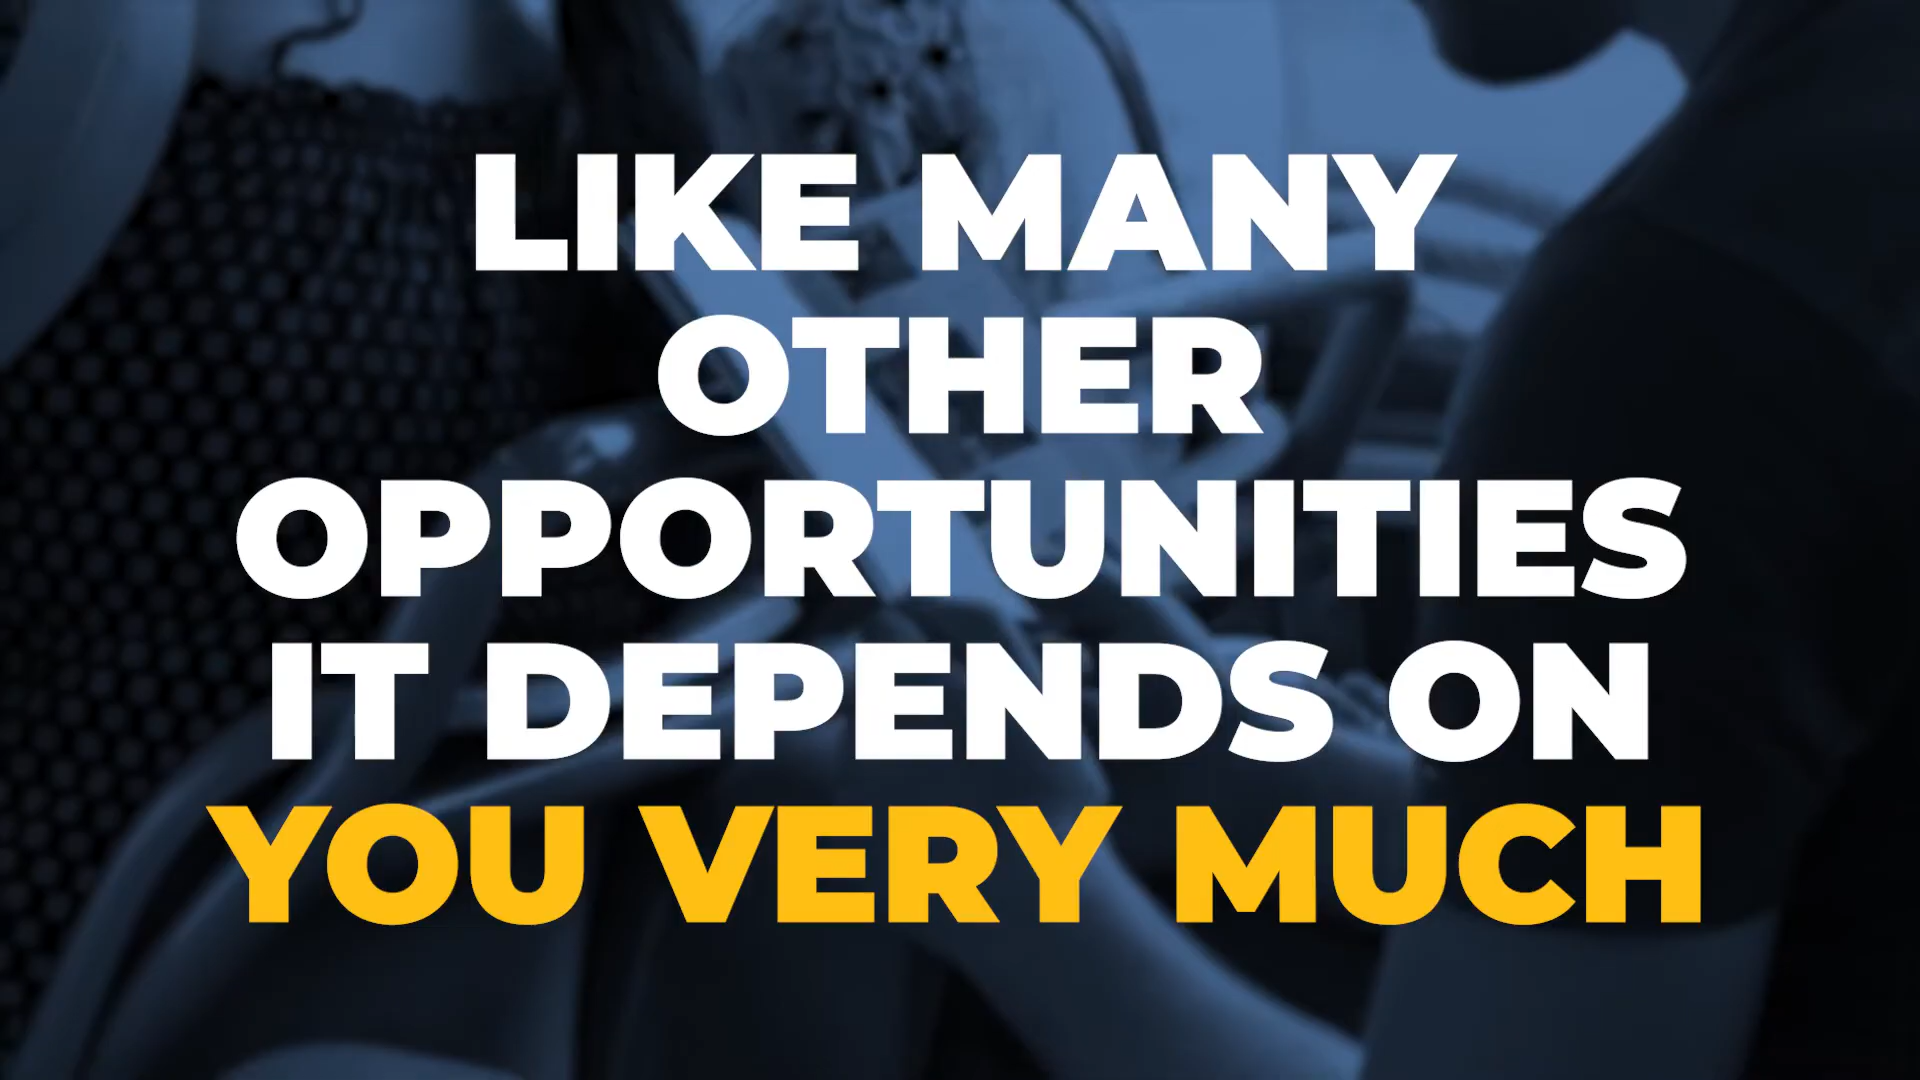 LIKE MANY
OTHER
OPPORTUNITIES
IT DEPENDS ON
YOU VERY MUCH